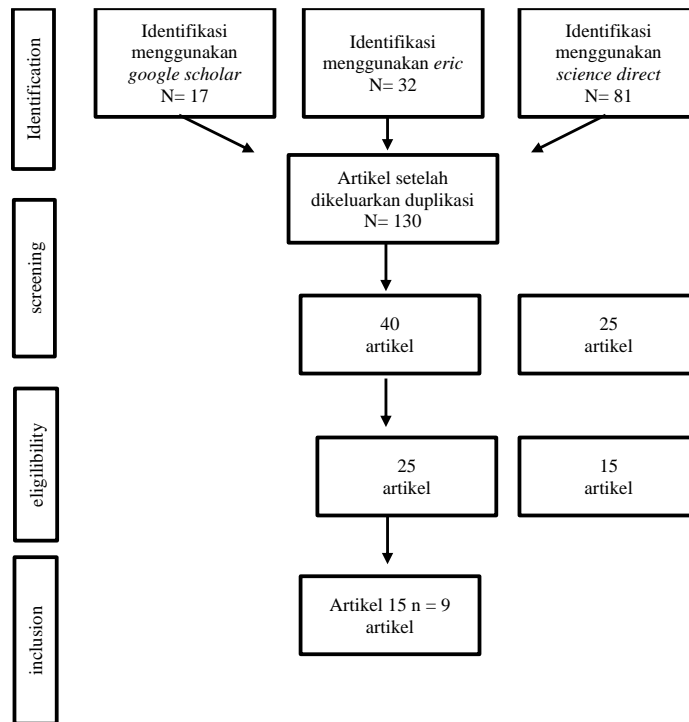 Identification
Identifikasi
menggunakan
google scholar
N= 17
Identifikasi
menggunakan eric
N= 32
Identifikasi
menggunakan
science direct
N= 81
Artikel setelah
dikeluarkan duplikasi
N= 130
screening
40
artikel
25
artikel
eligilibility
25
artikel
15
artikel
inclusion
Artikel 15 n = 9
artikel